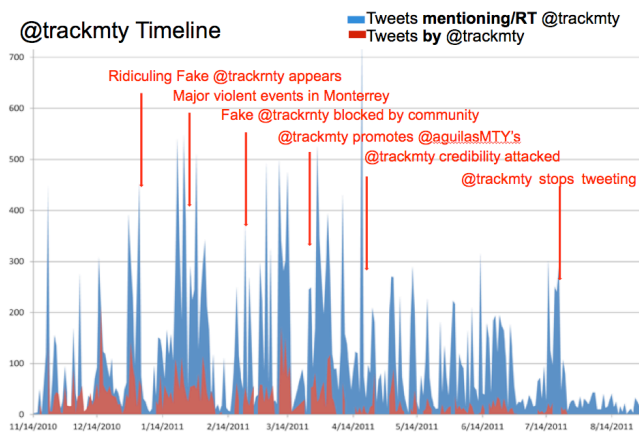 @trackmty Timeline
Tweets mentioning/RT @trackmty
Tweets by @trackmty
700
Ridiculing Fake @trackrnty appears
Major violent events in Monterrey
600
Fake @trackrnty blocked by community
@trackmty promotes @aguilasMTY's
500
@trackmty credibility attacked
@trackmty stops tweeting
400
300
200
100
0
11/14/2010 12/14/2010 1/14/2011 2/14/2011 3/14/2011 4/14/2011 5/14/2011 6/14/2011 7/14/2011 8/14/2011